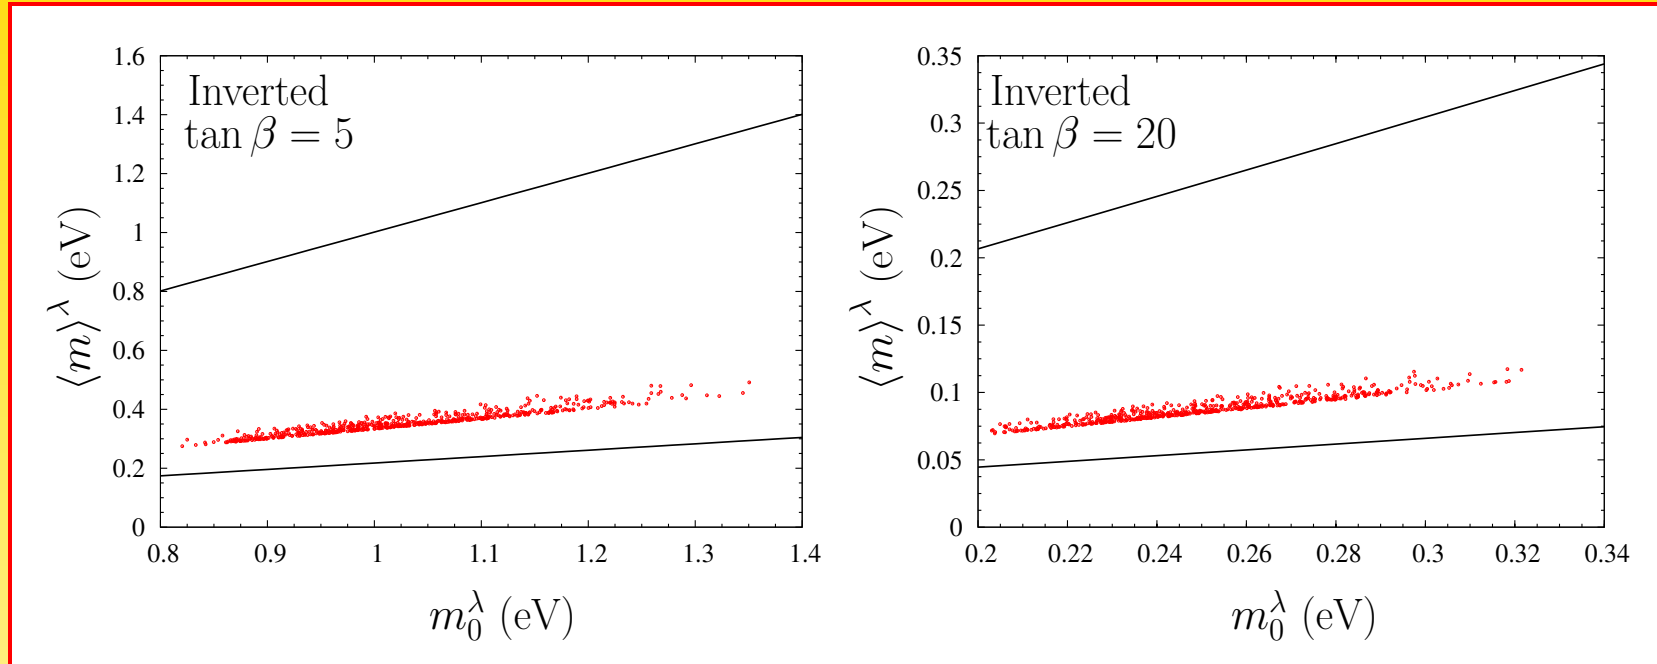 Inverted
tan β = 5
⟨m⟩^λ (eV)
1.6
1.4
1.2
1
0.8
0.6
0.4
0.2
0
0.8 0.9 1 1.1 1.2 1.3 1.4
m_0^λ (eV)
Inverted
tan β = 20
⟨m⟩^λ (eV)
0.35
0.3
0.25
0.2
0.15
0.1
0.05
0
0.2 0.22 0.24 0.26 0.28 0.3 0.32 0.34
m_0^λ (eV)